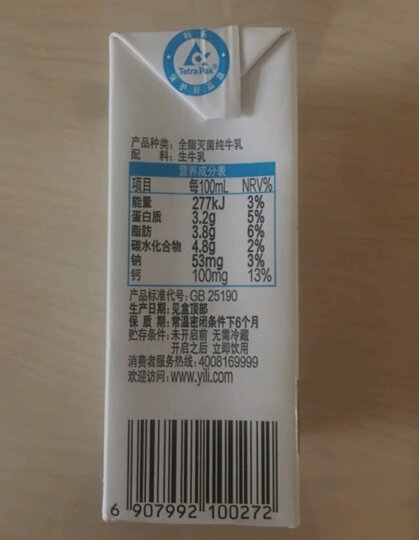 利乐
Tetra Pak®
保护好品质
产品种类：全脂灭菌纯牛乳
配 料：生牛乳
营养成分表
项目 每100mL NRV%
能量 277kJ 3%
蛋白质 3.2g 5%
脂肪 3.8g 6%
碳水化合物 4.8g 2%
钠 53mg 3%
钙 100mg 13%
产品标准代号：GB 25190
生产日期：见盒顶部
保 质 期：常温密闭条件下6个月
贮存条件：未开启前 无需冷藏
开启之后 立即饮用
消费者服务热线：4008169999
欢迎访问：www.yili.com
6 907992 100272